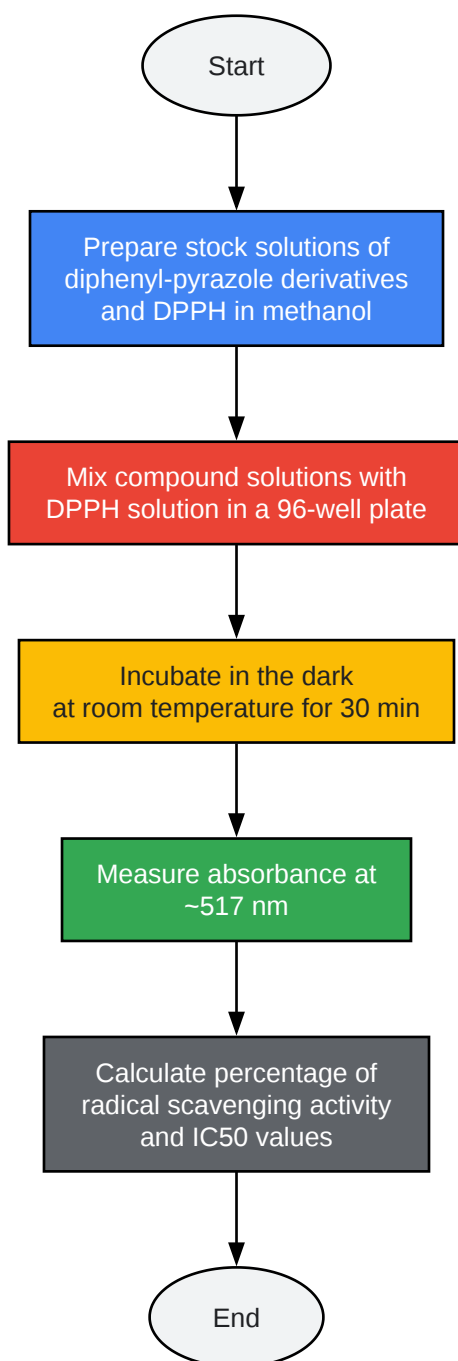 Start
Prepare stock solutions of
diphenyl-pyrazole derivatives
and DPPH in methanol
Mix compound solutions with
DPPH solution in a 96-well plate
Incubate in the dark
at room temperature for 30 min
Measure absorbance at
~517 nm
Calculate percentage of
radical scavenging activity
and IC50 values
End